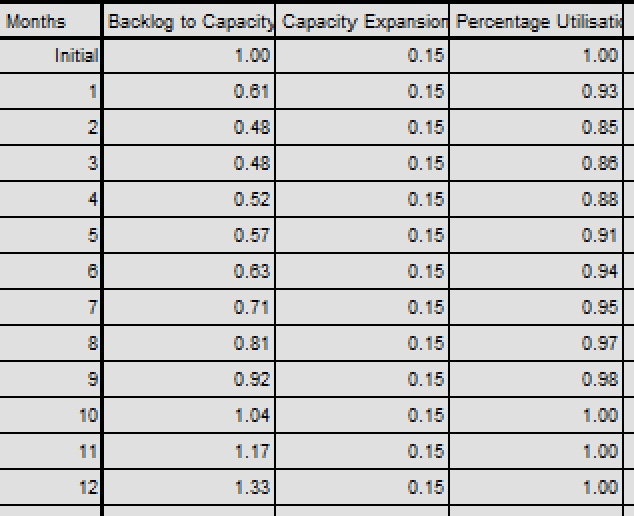 Months Backlog to Capacity Capacity Expansion Percentage Utilisatio
Initial 1.00 0.15 1.00
1 0.61 0.15 0.93
2 0.48 0.15 0.85
3 0.48 0.15 0.86
4 0.52 0.15 0.88
5 0.57 0.15 0.91
6 0.63 0.15 0.94
7 0.71 0.15 0.95
8 0.81 0.15 0.97
9 0.92 0.15 0.98
10 1.04 0.15 1.00
11 1.17 0.15 1.00
12 1.33 0.15 1.00